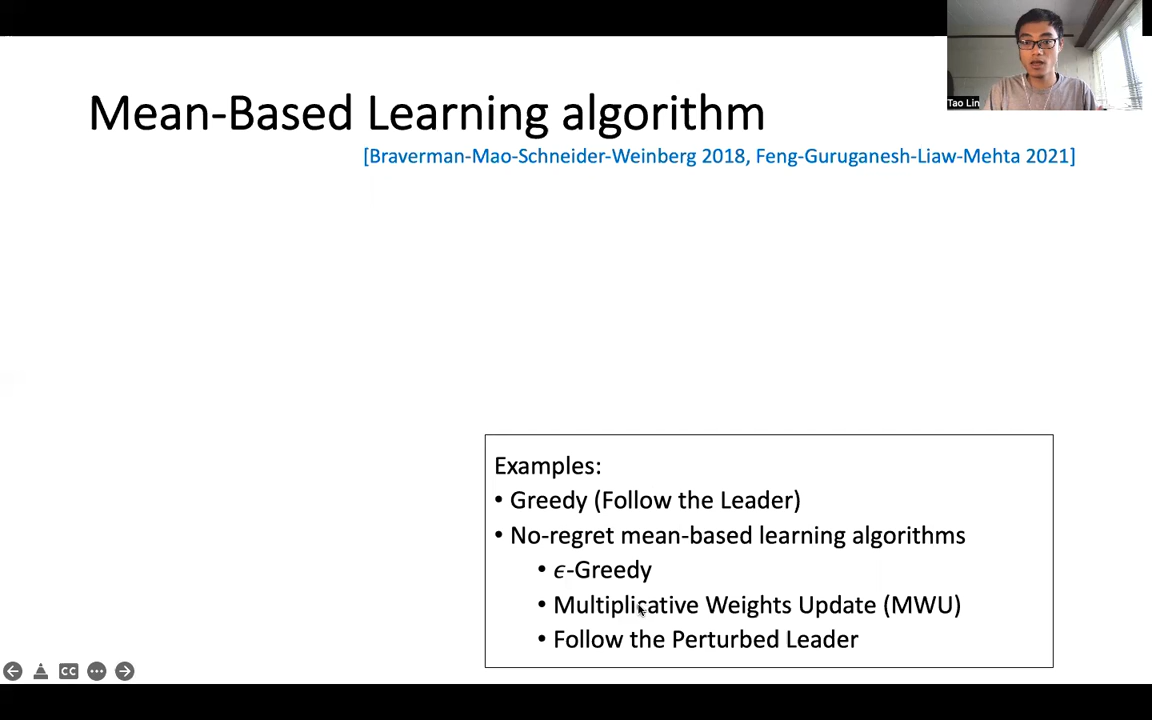 Tao Lin
Mean-Based Learning algorithm
[Braverman-Mao-Schneider-Weinberg 2018, Feng-Guruganesh-Liaw-Mehta 2021]
Examples:
• Greedy (Follow the Leader)
• No-regret mean-based learning algorithms
• ϵ-Greedy
• Multiplicative Weights Update (MWU)
• Follow the Perturbed Leader
CC